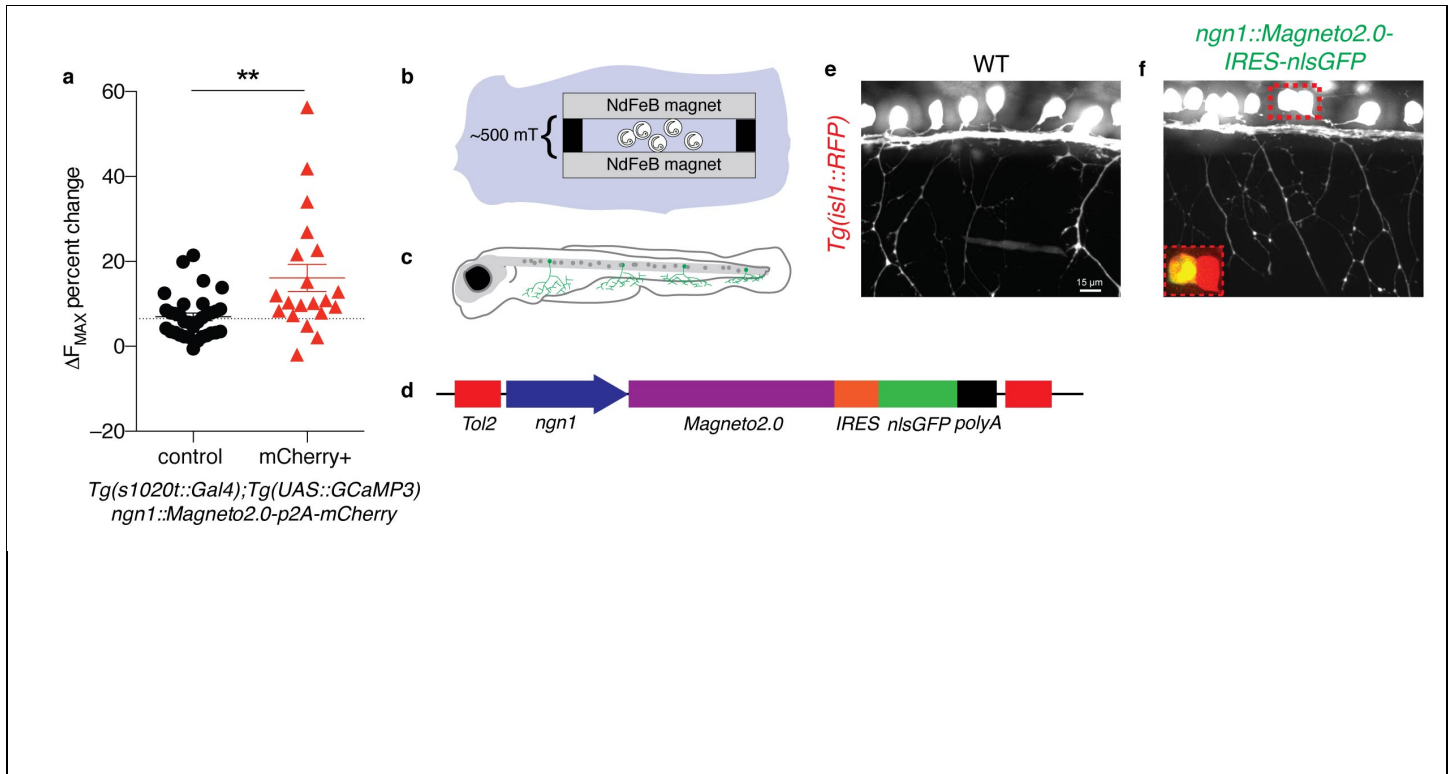 a
**
60
40
20
0
–20
ΔFMAX percent change
control
mCherry+
Tg(s1020t::Gal4);Tg(UAS::GCaMP3)
ngn1::Magneto2.0-p2A-mCherry
b
NdFeB magnet
~500 mT
NdFeB magnet
c
d
Tol2
ngn1
Magneto2.0
IRES
nlsGFP
polyA
e
WT
Tg(isl1::RFP)
15 µm
f
ngn1::Magneto2.0-
IRES-nlsGFP